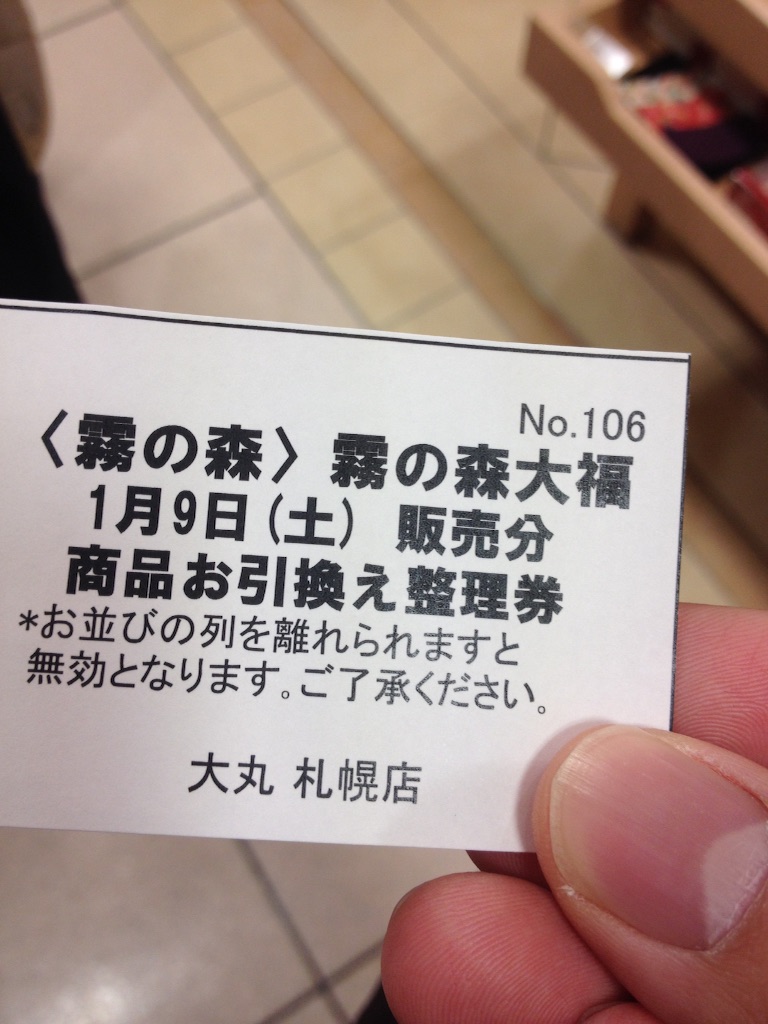 No.106
〈霧の森〉霧の森大福
1月9日(土) 販売分
商品お引換え整理券
*お並びの列を離れられますと
無効となります。ご了承ください。
大丸 札幌店